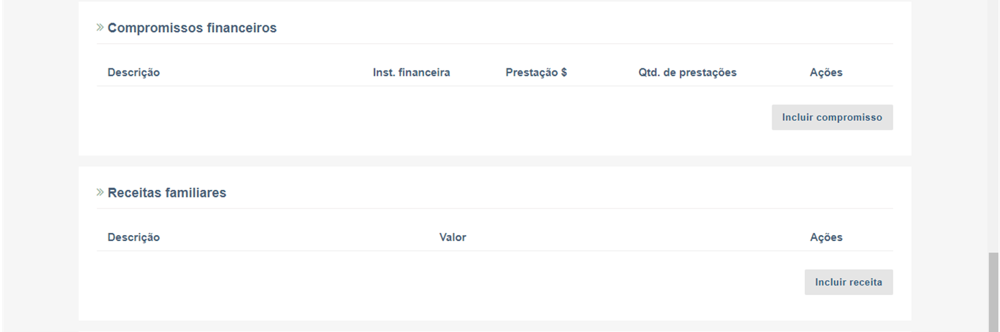 » Compromissos financeiros
Descrição Inst. financeira Prestação $ Qtd. de prestações Ações
Incluir compromisso
» Receitas familiares
Descrição Valor Ações
Incluir receita